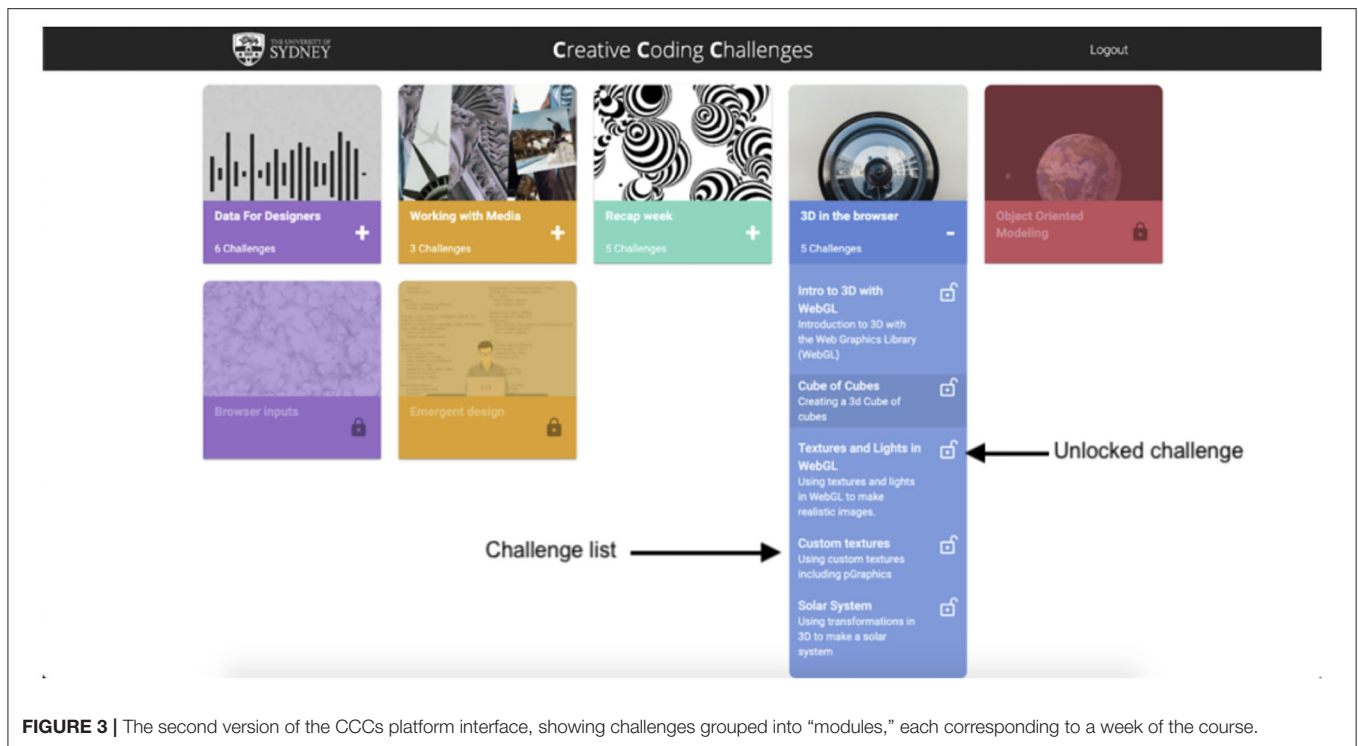 THE UNIVERSITY OF
SYDNEY
Creative Coding Challenges
Logout
Data For Designers
6 Challenges
Working with Media
3 Challenges
Recap week
5 Challenges
3D in the browser
5 Challenges
Object Oriented
Modeling
Intro to 3D with
WebGL
Introduction to 3D with
the Web Graphics Library
(WebGL)
Cube of Cubes
Creating a 3d Cube of
cubes
Textures and Lights in
WebGL
Using textures and lights
in WebGL to make
realistic images.
Custom textures
Using custom textures
including pGraphics
Solar System
Using transformations in
3D to make a solar
system
Browser inputs
Emergent design
Unlocked challenge
Challenge list
FIGURE 3 | The second version of the CCCs platform interface, showing challenges grouped into “modules,” each corresponding to a week of the course.